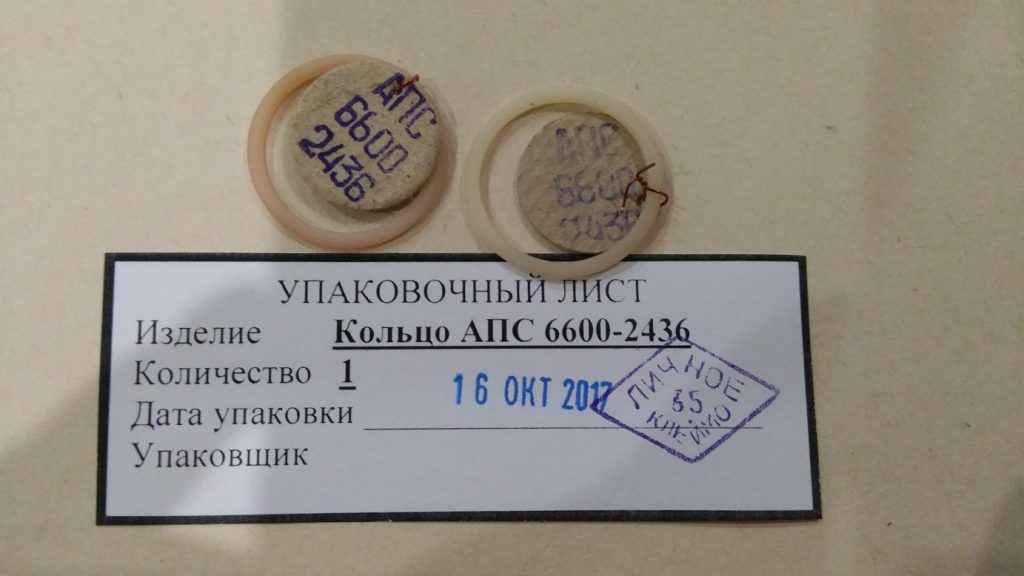 АПС
6600
2436
АПС
6600
2436
УПАКОВОЧНЫЙ ЛИСТ
Изделие Кольцо АПС 6600-2436
Количество 1
Дата упаковки 16 ОКТ 2017
Упаковщик
ЛИЧНОЕ
65
КЛЕЙМО